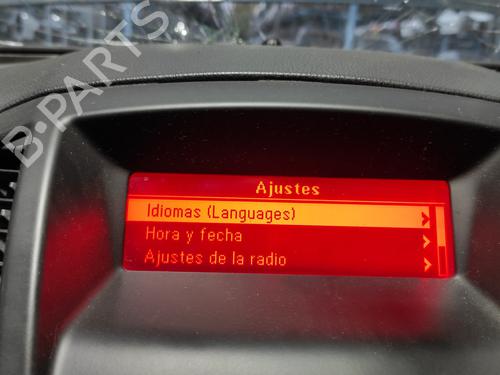 B-PARTS
Ajustes
Idiomas (Languages)
Hora y fecha
Ajustes de la radio